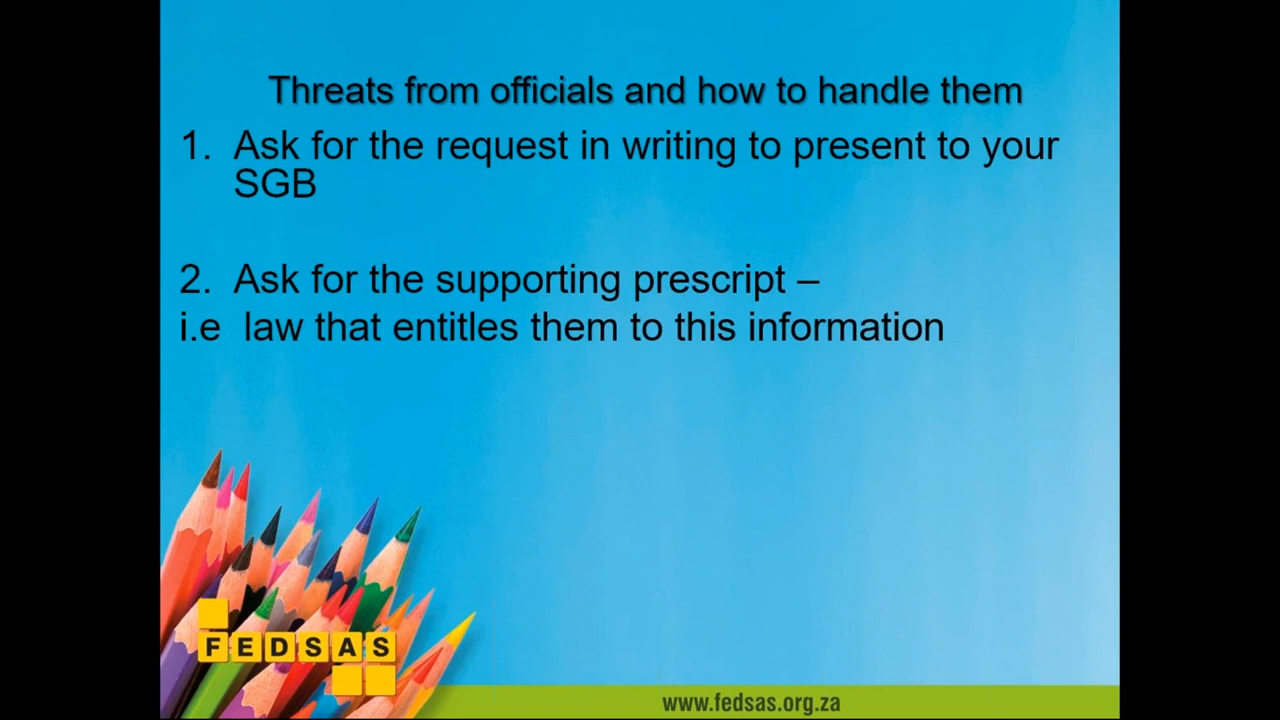 Threats from officials and how to handle them
1. Ask for the request in writing to present to your
SGB
2. Ask for the supporting prescript –
i.e law that entitles them to this information
FEDSAS
www.fedsas.org.za